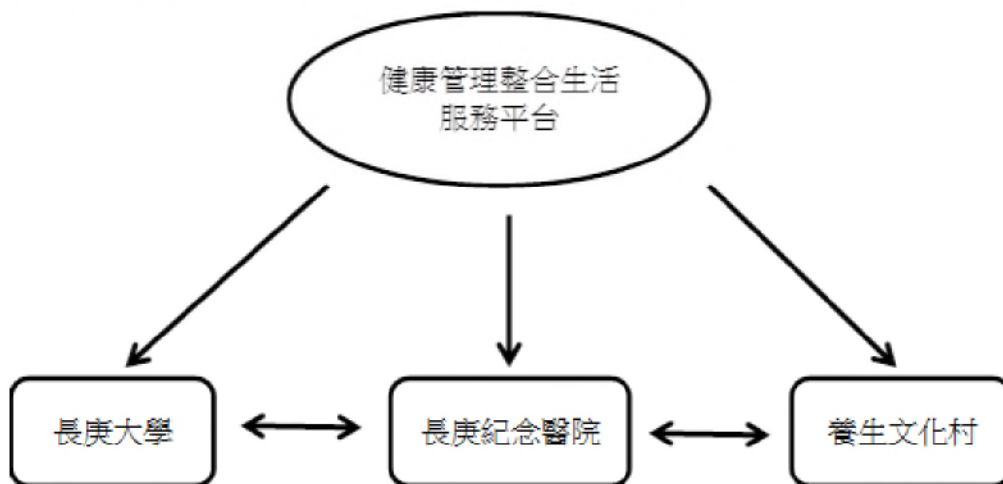 健康管理整合生活
服務平台
長庚大學
長庚紀念醫院
養生文化村